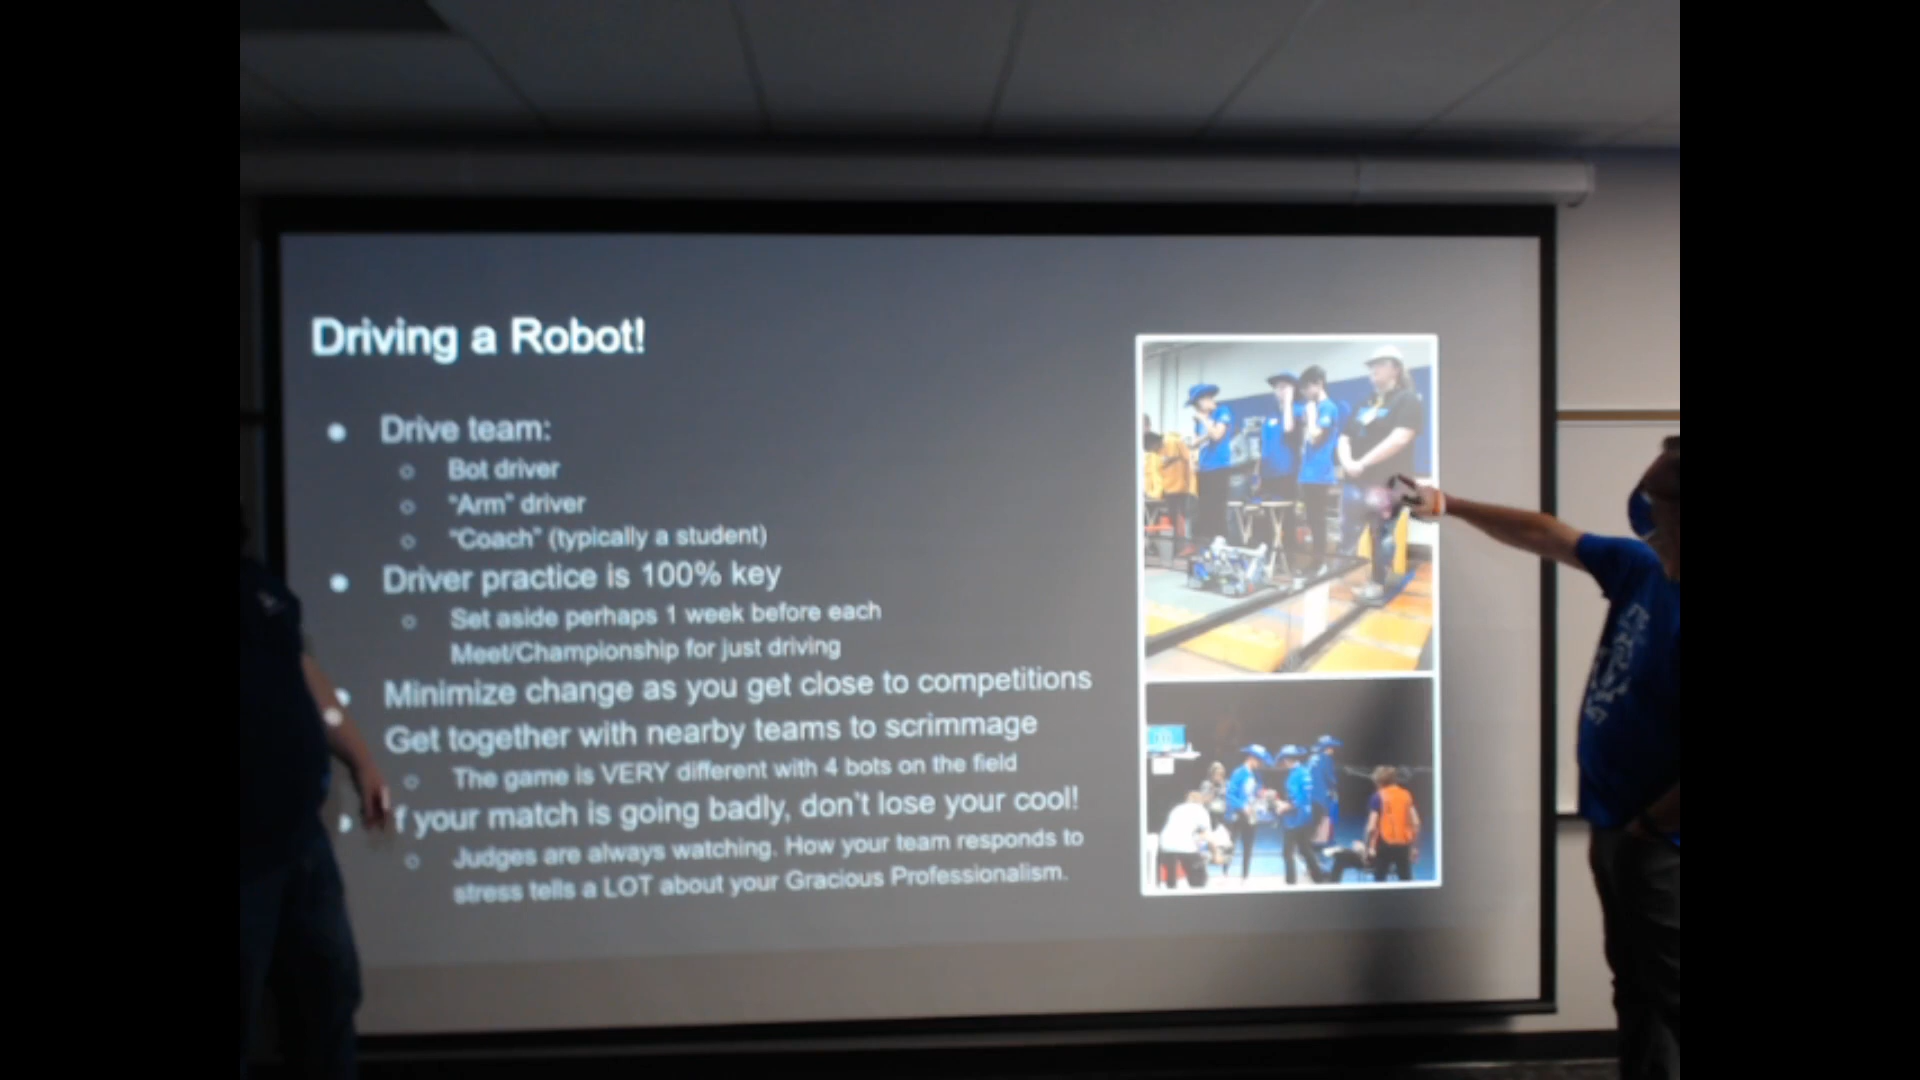 Driving a Robot!
● Drive team:
○ Bot driver
○ “Arm” driver
○ “Coach” (typically a student)
● Driver practice is 100% key
○ Set aside perhaps 1 week before each
Meet/Championship for just driving
● Minimize change as you get close to competitions
Get together with nearby teams to scrimmage
○ The game is VERY different with 4 bots on the field
● f your match is going badly, don’t lose your cool!
○ Judges are always watching. How your team responds to
stress tells a LOT about your Gracious Professionalism.